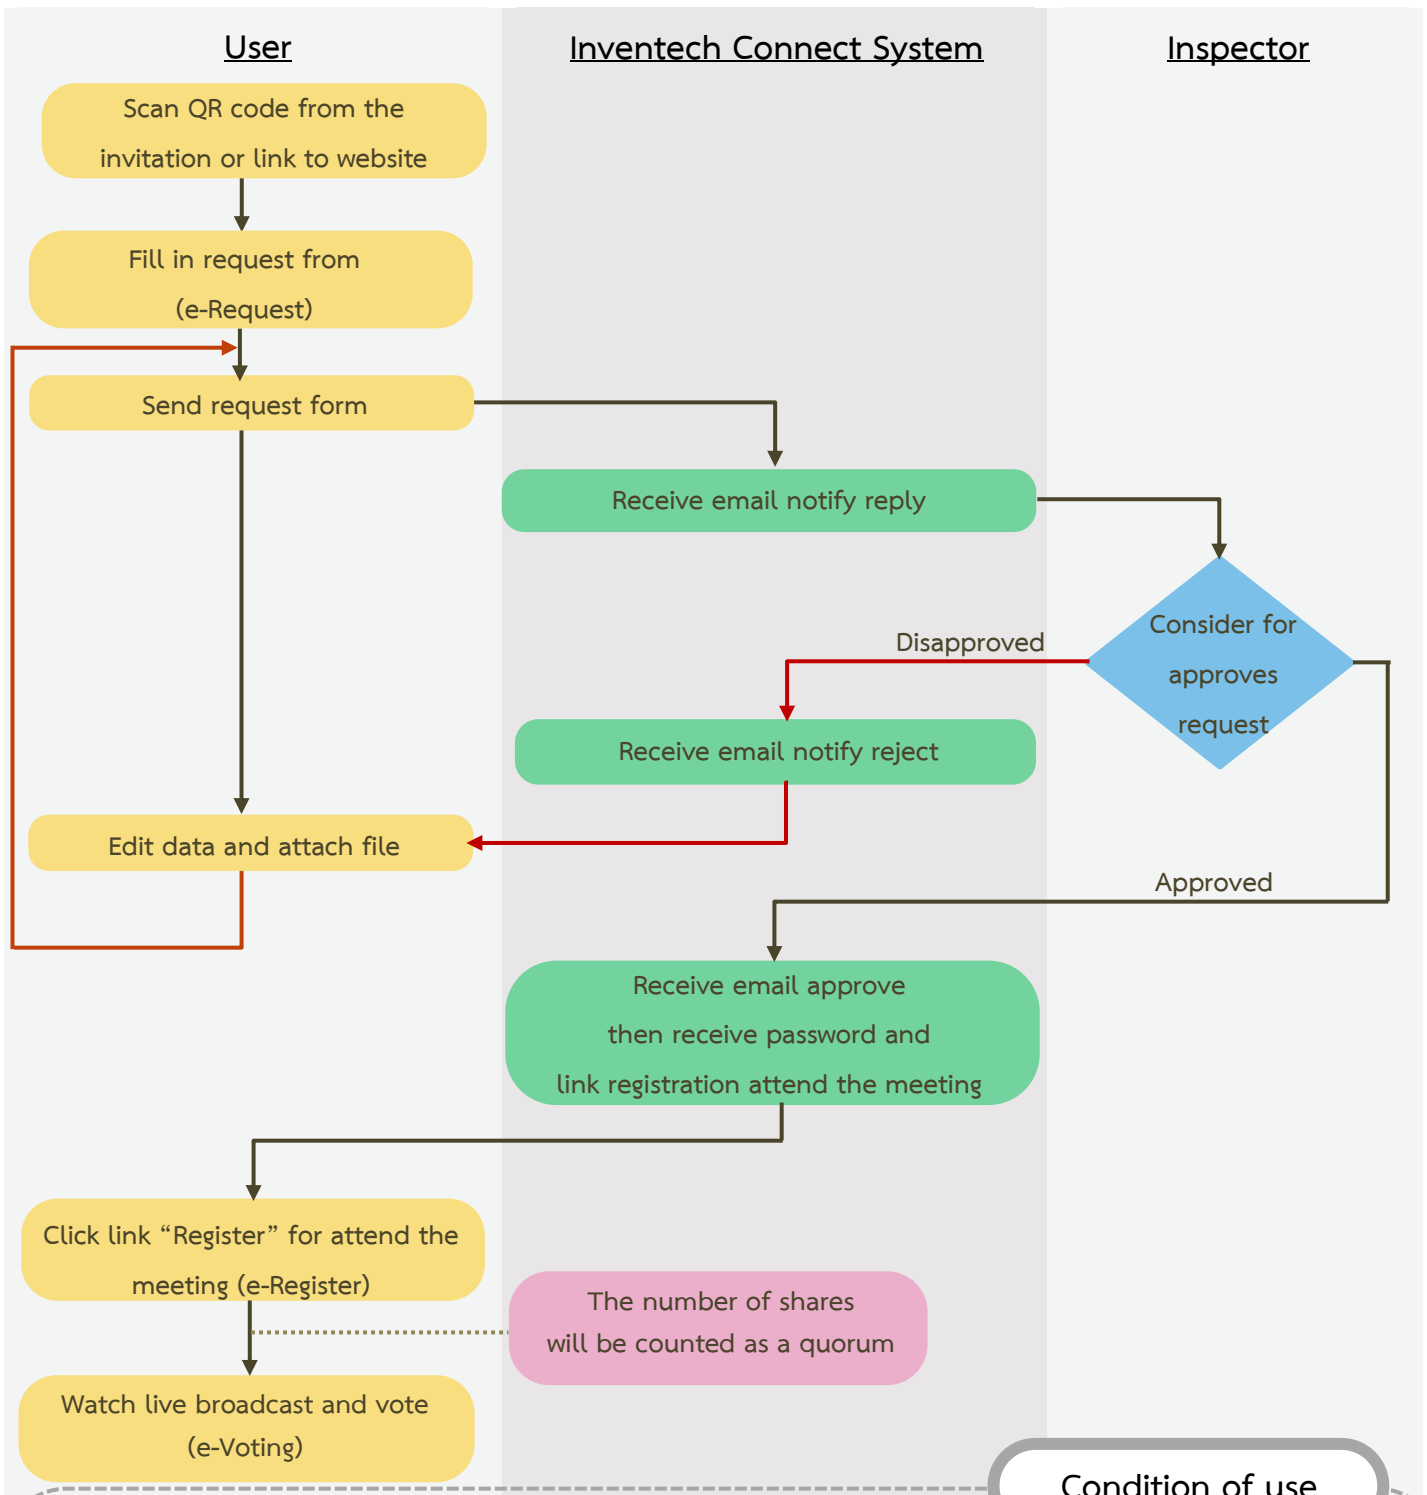 User
Inventech Connect System
Inspector
Scan QR code from the
invitation or link to website
Fill in request from
(e-Request)
Send request form
Receive email notify reply
Consider for
approves
request
Disapproved
Receive email notify reject
Edit data and attach file
Approved
Receive email approve
then receive password and
link registration attend the meeting
Click link “Register” for attend the
meeting (e-Register)
The number of shares
will be counted as a quorum
Watch live broadcast and vote
(e-Voting)
Condition of use